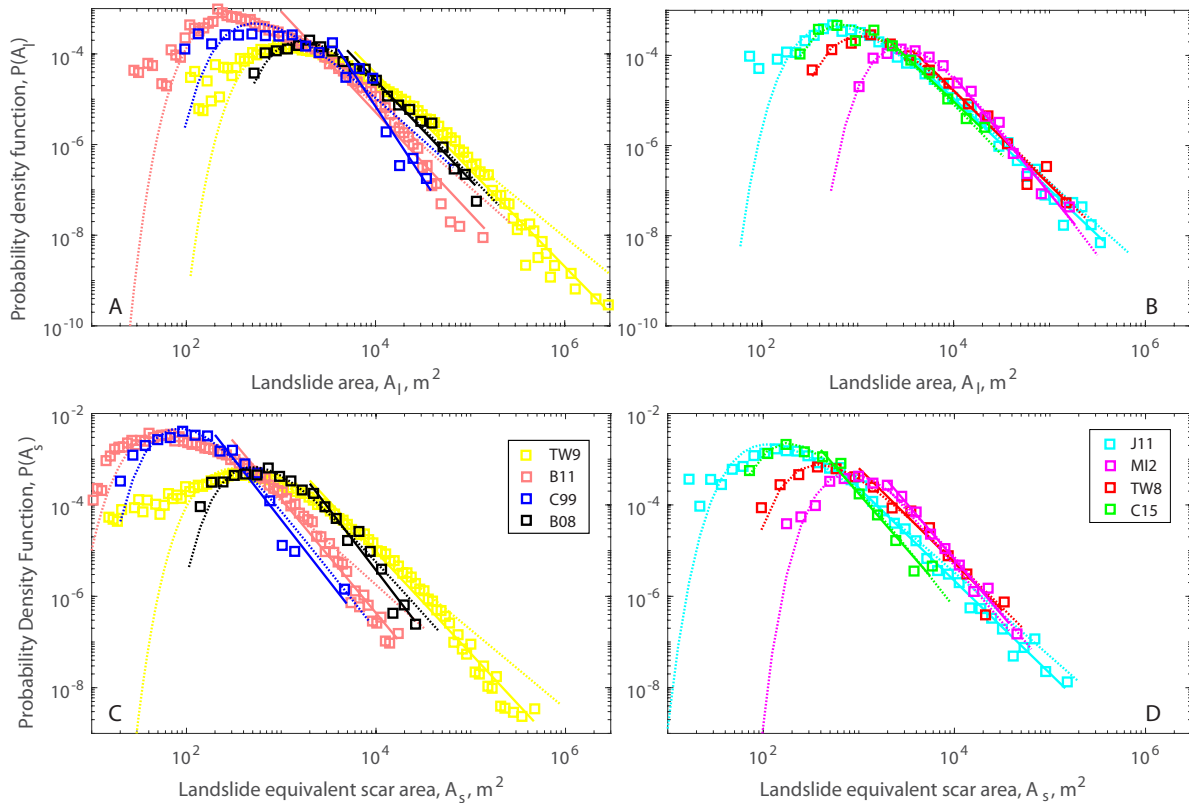 Probability density function, P(A_l)
10^-4
10^-6
10^-8
10^-10
A
10^2
10^4
10^6
Landslide area, A_l, m^2
10^-4
10^-6
10^-8
10^-10
B
10^2
10^4
10^6
Landslide area, A_l, m^2
Probability Density Function, P(A_s)
10^-2
10^-4
10^-6
10^-8
C
TW9
B11
C99
B08
10^2
10^4
10^6
Landslide equivalent scar area, A_s, m^2
10^-2
10^-4
10^-6
10^-8
D
J11
MI2
TW8
C15
10^2
10^4
10^6
Landslide equivalent scar area, A_s, m^2